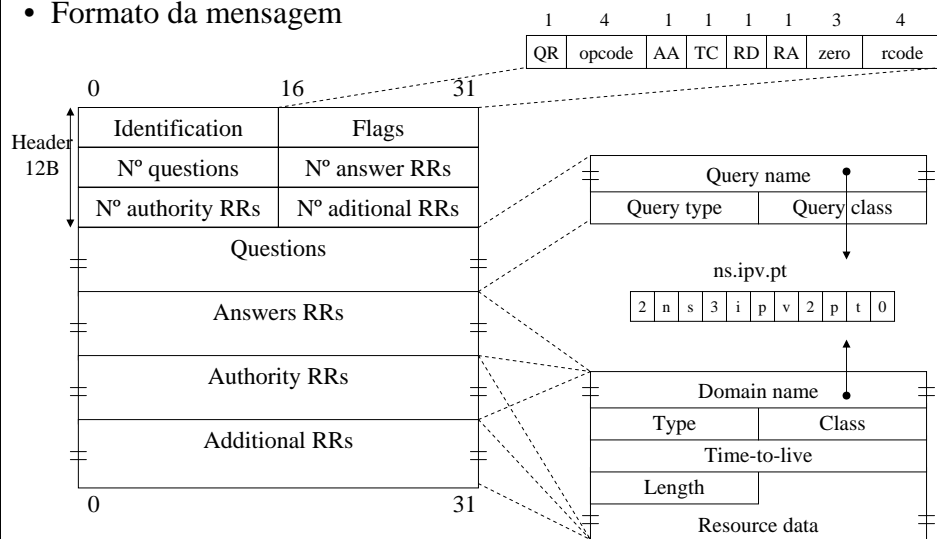 • Formato da mensagem
1 4 1 1 1 1 3 4
QR opcode AA TC RD RA zero rcode
0 16 31
Header
12B
Identification Flags
Nº questions Nº answer RRs
Nº authority RRs Nº aditional RRs
Questions
Answers RRs
Authority RRs
Additional RRs
0 31
Query name
Query type Query class
ns.ipv.pt
2 n s 3 i p v 2 p t 0
Domain name
Type Class
Time-to-live
Length
Resource data